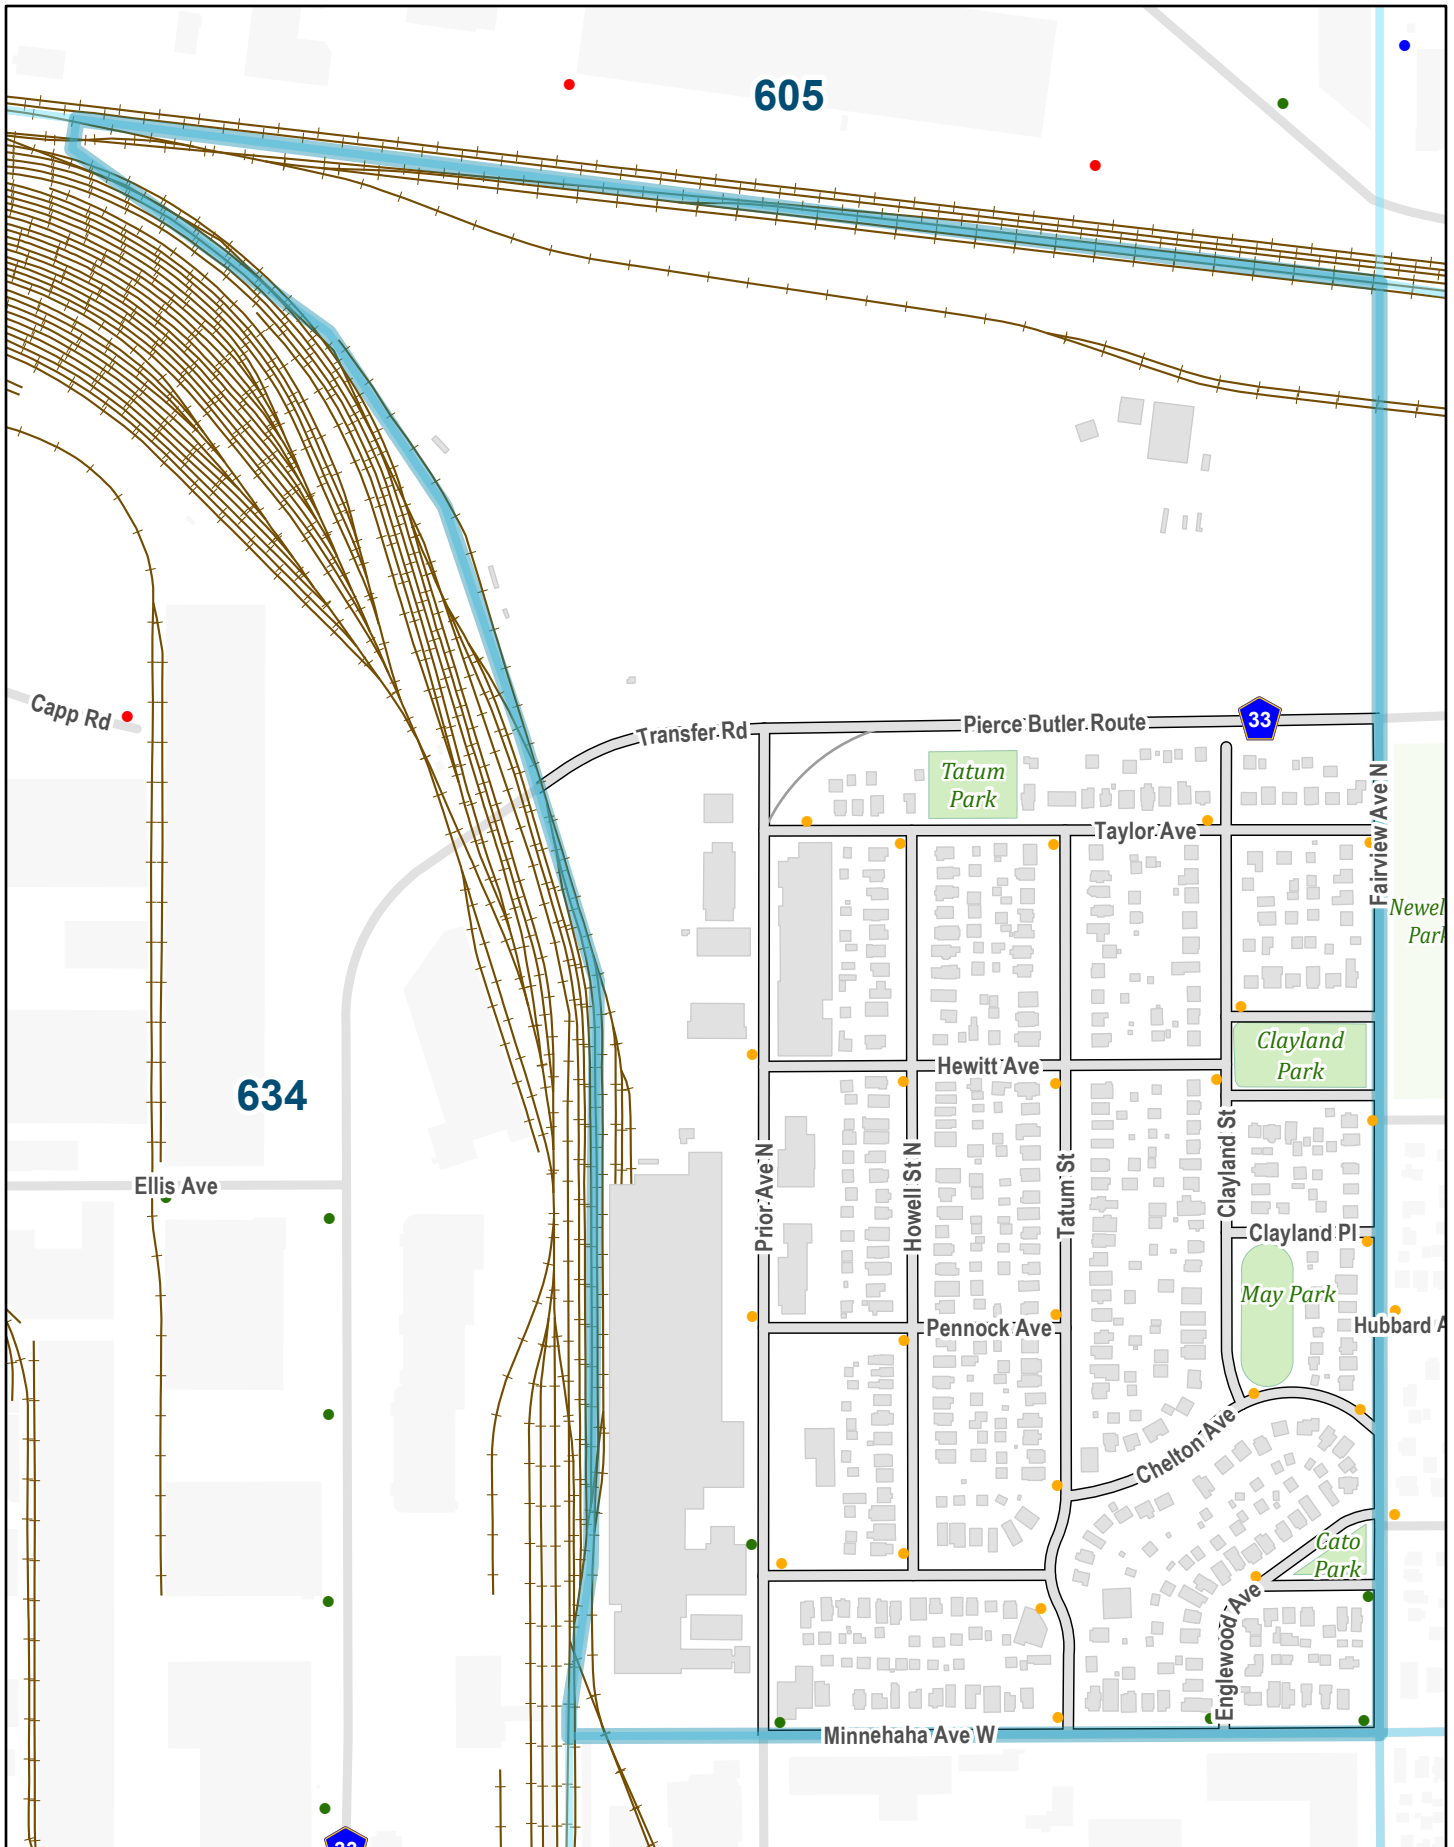 605
Capp Rd
Transfer Rd
Pierce Butler Route
33
Tatum
Park
Fairview Ave N
Taylor Ave
Newel
Park
Clayland
Park
Hewitt Ave
634
Ellis Ave
Prior Ave N
Howell St N
Tatum St
Clayland St
Clayland Pl
May Park
Pennock Ave
Hubbard A
Chelton Ave
Cato
Park
Englewood Ave
Minnehaha Ave W
33